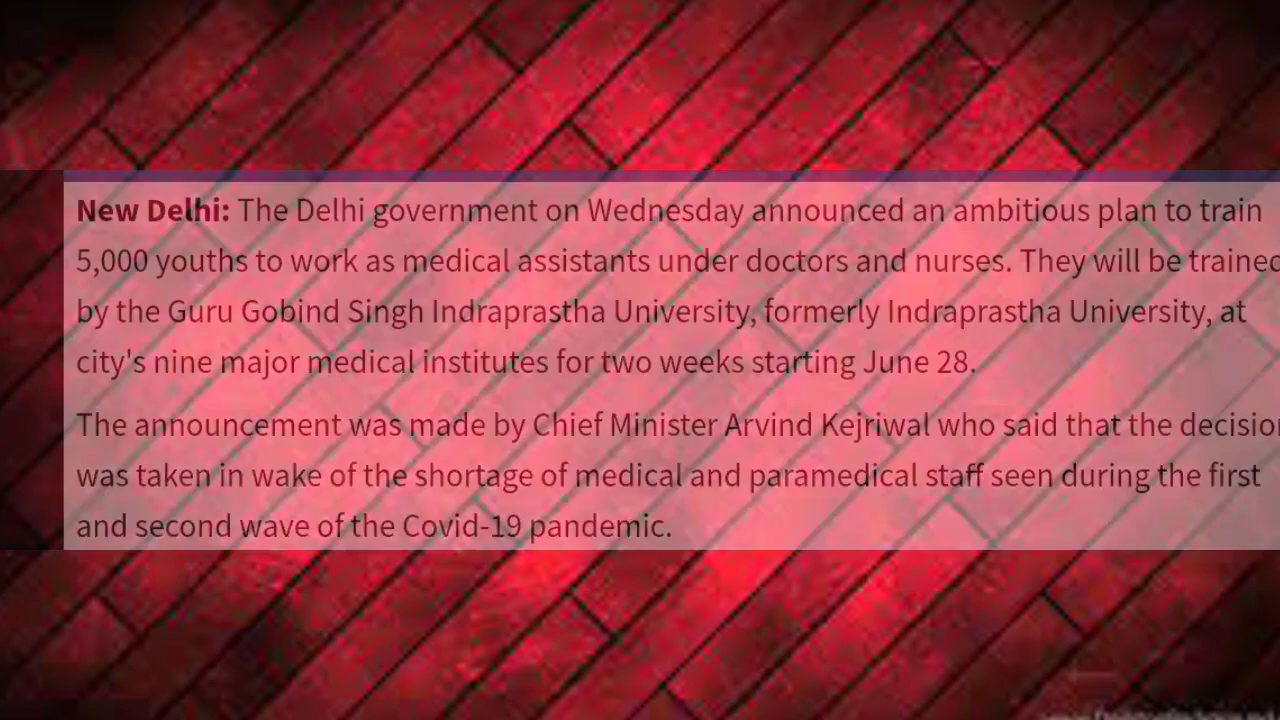 New Delhi: The Delhi government on Wednesday announced an ambitious plan to train
5,000 youths to work as medical assistants under doctors and nurses. They will be trained
by the Guru Gobind Singh Indraprastha University, formerly Indraprastha University, at
city's nine major medical institutes for two weeks starting June 28.
The announcement was made by Chief Minister Arvind Kejriwal who said that the decision
was taken in wake of the shortage of medical and paramedical staff seen during the first
and second wave of the Covid-19 pandemic.